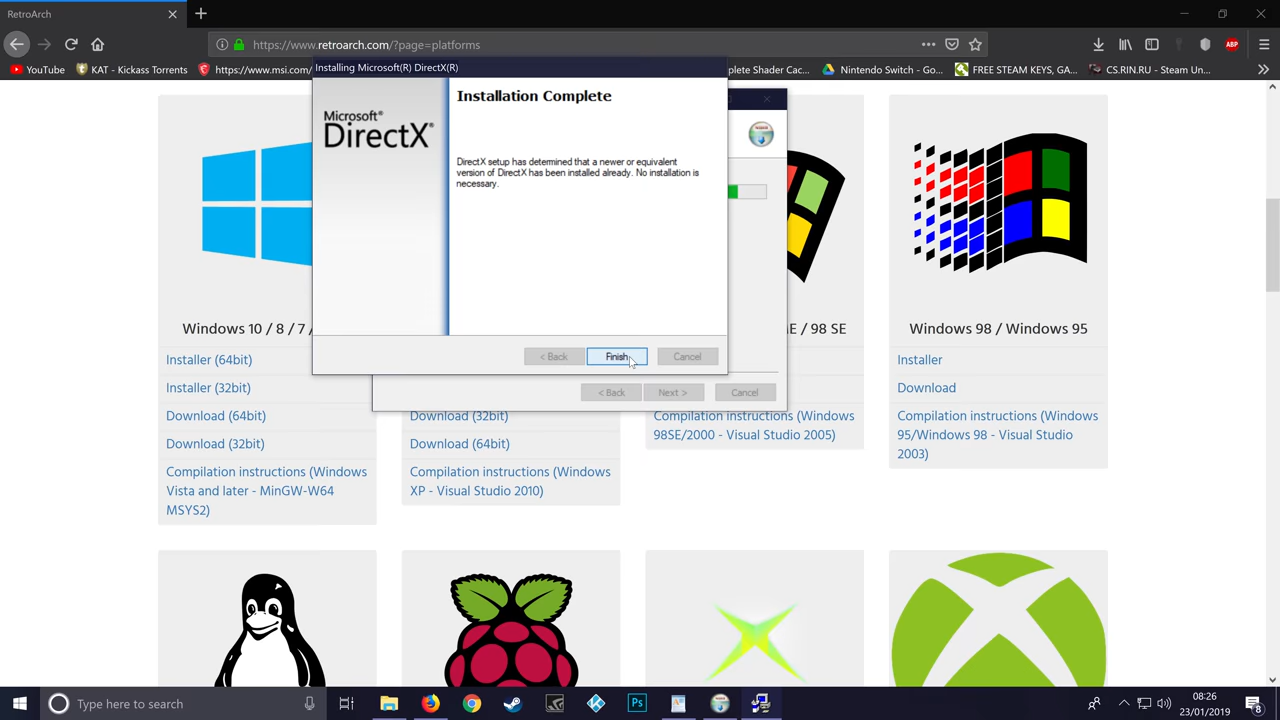 RetroArch
https://www.retroarch.com/?page=platforms
ABP
YouTube
KAT - Kickass Torrents
https://www.msi.com/
plete Shader Cac...
Nintendo Switch - Go...
FREE STEAM KEYS, GA...
CS.RIN.RU - Steam Un...
Installing Microsoft(R) DirectX(R)
Microsoft®
DirectX®
Installation Complete
DirectX setup has determined that a newer or equivalent
version of DirectX has been installed already. No installation is
necessary.
< Back
Finish
Cancel
< Back
Next >
Cancel
Windows 10 / 8 / 7 /
Installer (64bit)
Installer (32bit)
Download (64bit)
Download (32bit)
Compilation instructions (Windows
Vista and later - MinGW-W64
MSYS2)
Download (32bit)
Download (64bit)
Compilation instructions (Windows
XP - Visual Studio 2010)
/ 98 SE
Compilation instructions (Windows
98SE/2000 - Visual Studio 2005)
Windows 98 / Windows 95
Installer
Download
Compilation instructions (Windows
95/Windows 98 - Visual Studio
2003)
Type here to search
Ps
08:26
23/01/2019
8